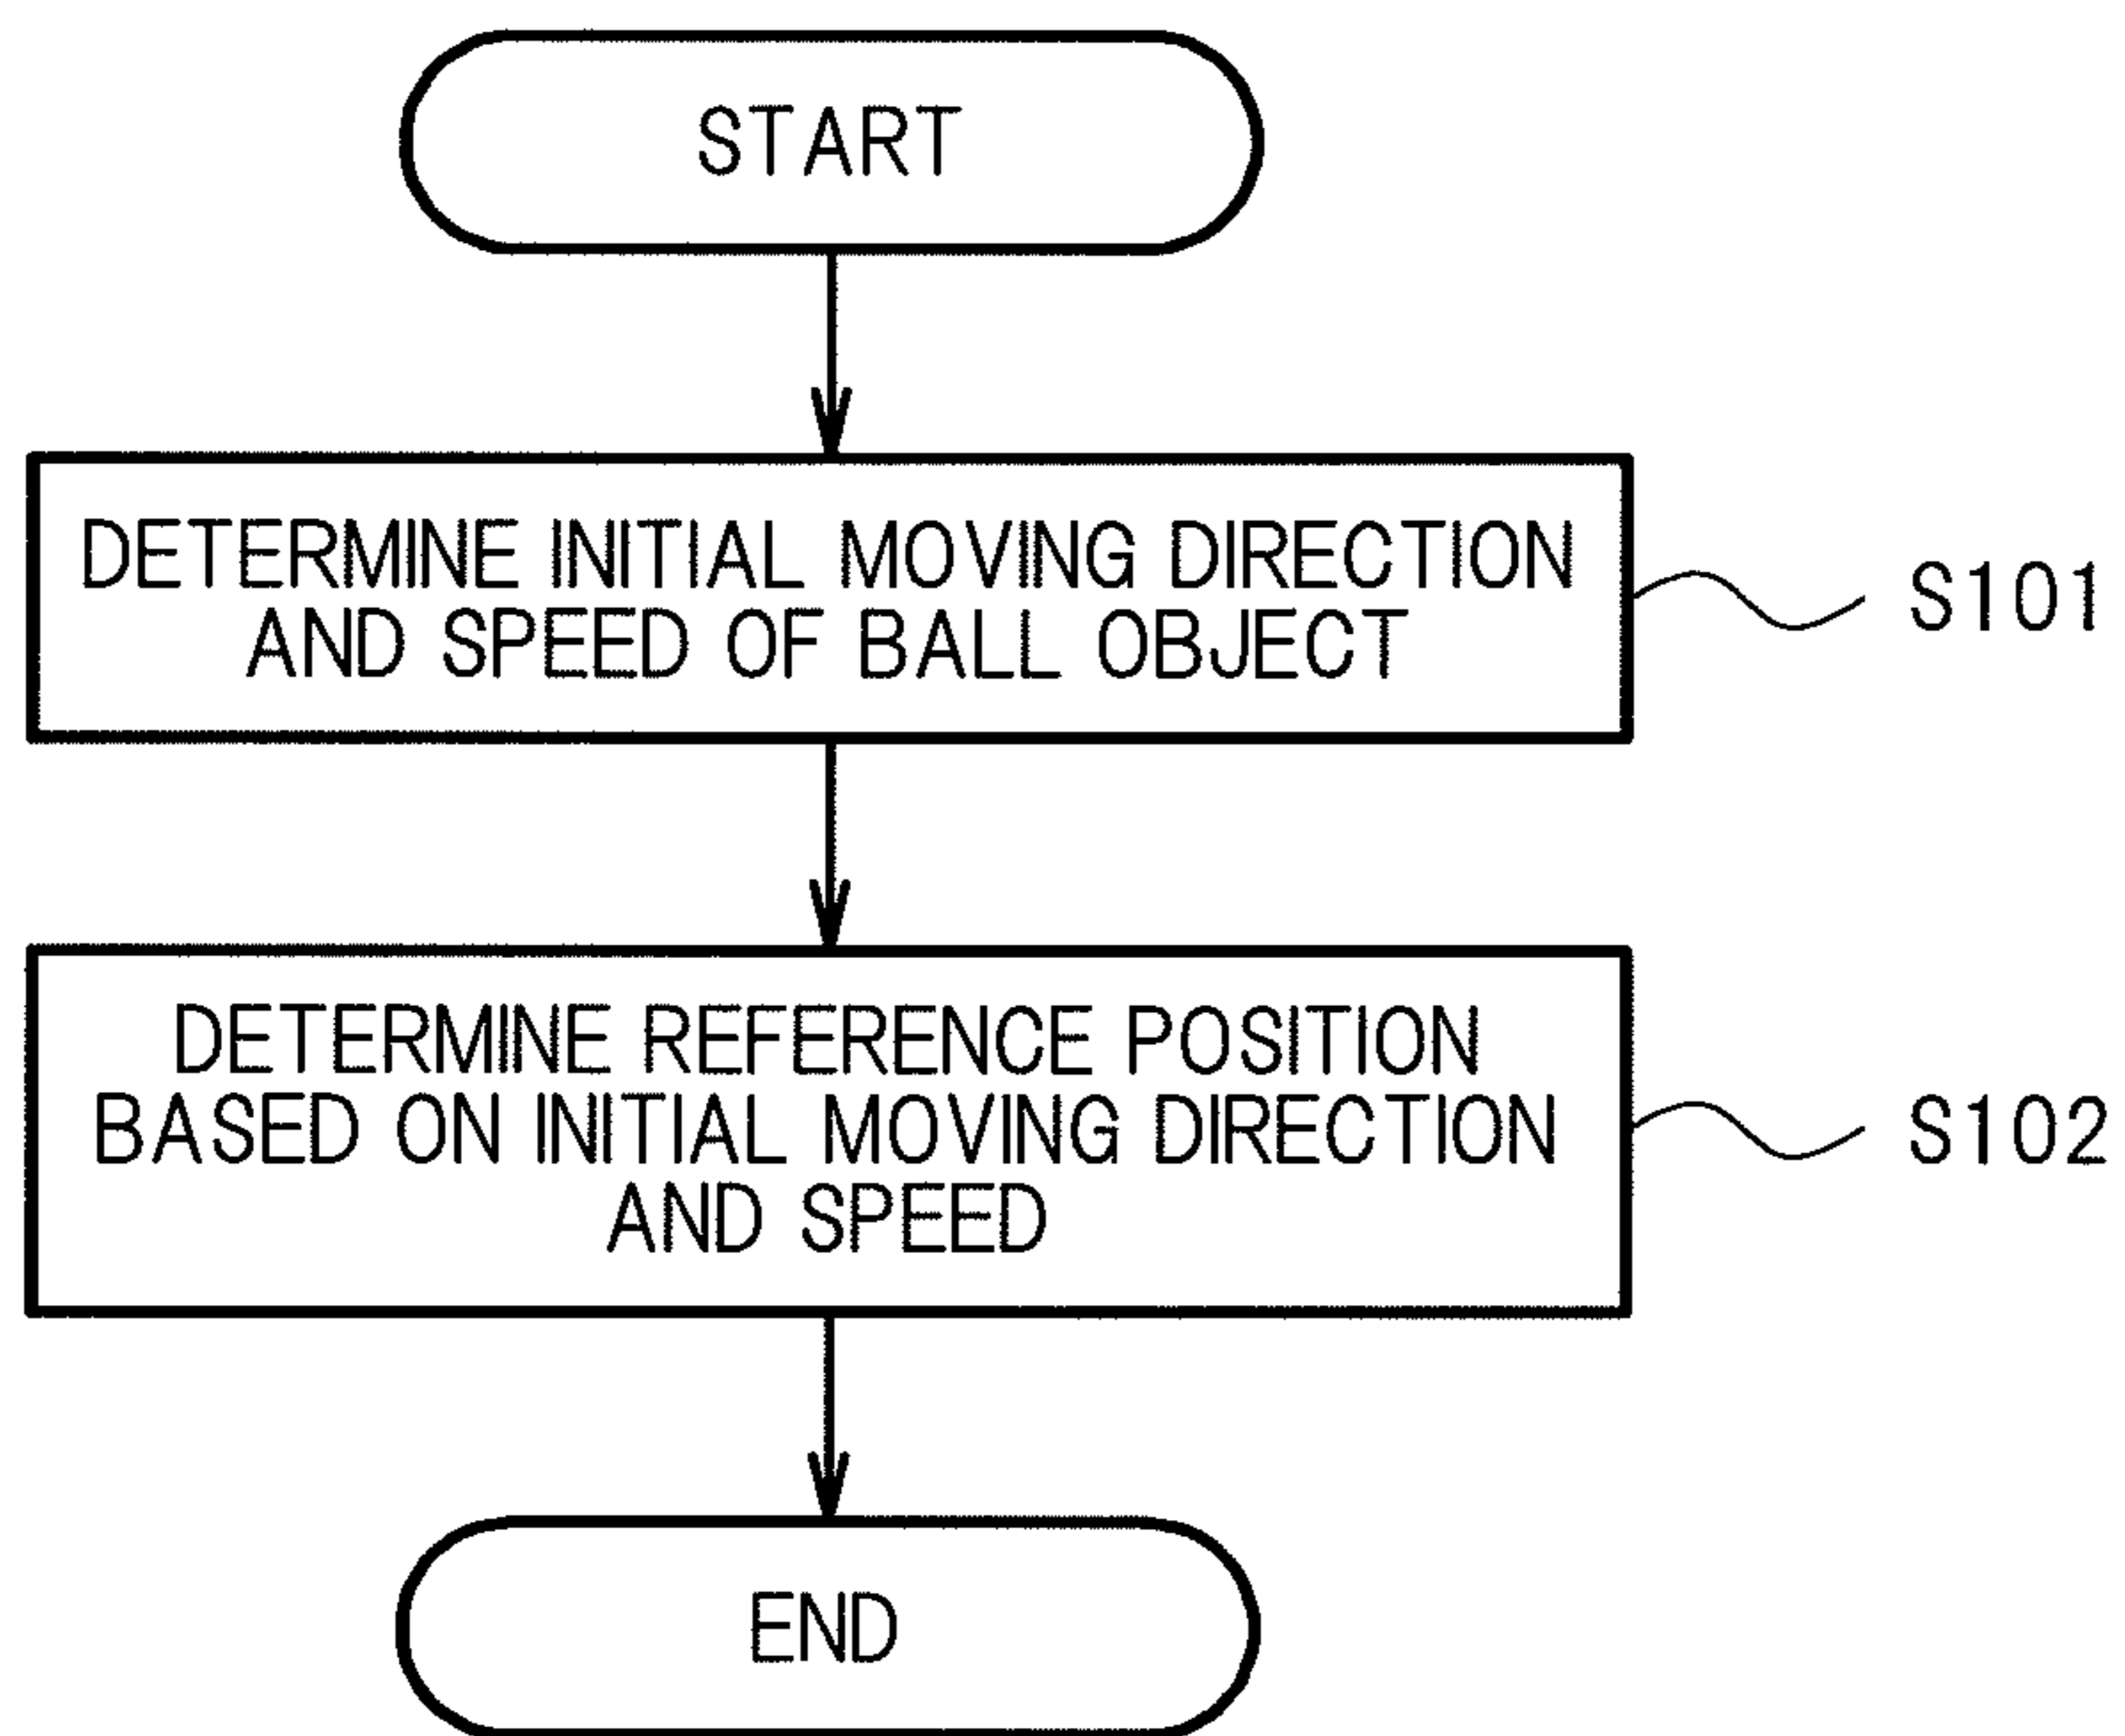 START
DETERMINE INITIAL MOVING DIRECTION
AND SPEED OF BALL OBJECT
S101
DETERMINE REFERENCE POSITION
BASED ON INITIAL MOVING DIRECTION
AND SPEED
S102
END